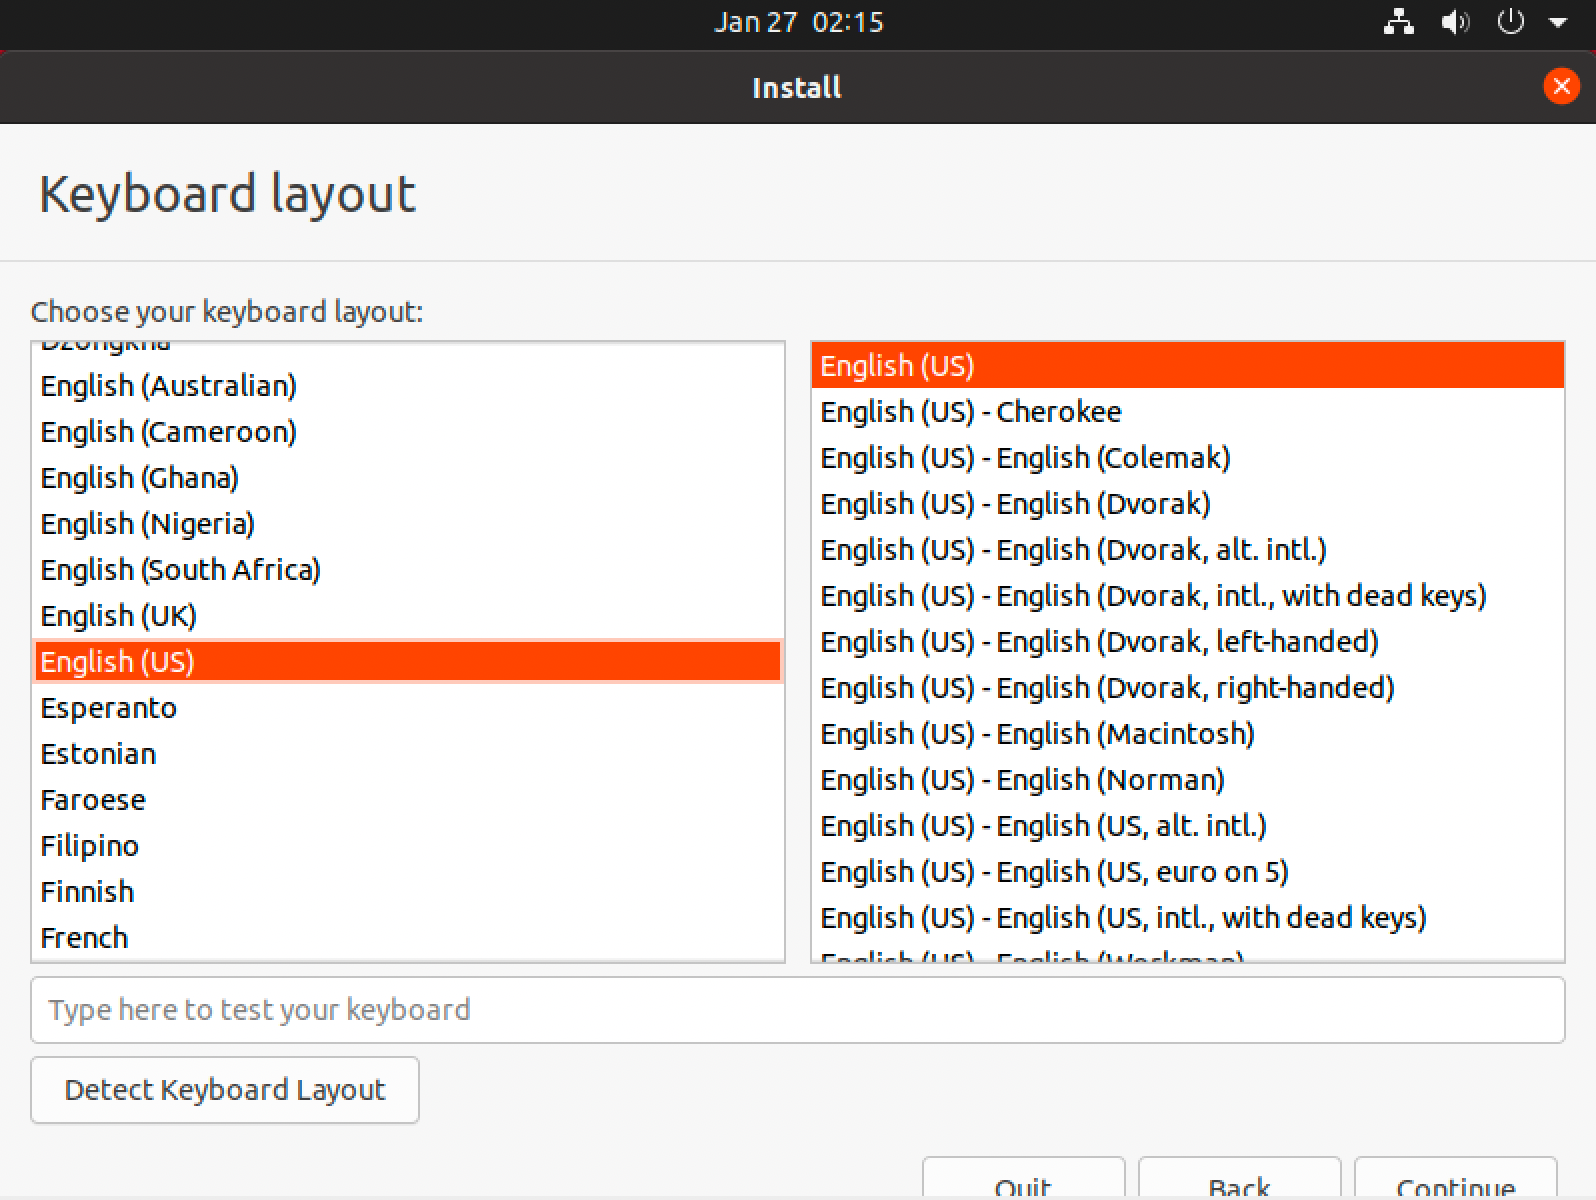 Jan 27 02:15
Install
Keyboard layout
Choose your keyboard layout:
Dzongkha
English (Australian)
English (Cameroon)
English (Ghana)
English (Nigeria)
English (South Africa)
English (UK)
English (US)
Esperanto
Estonian
Faroese
Filipino
Finnish
French
English (US)
English (US) - Cherokee
English (US) - English (Colemak)
English (US) - English (Dvorak)
English (US) - English (Dvorak, alt. intl.)
English (US) - English (Dvorak, intl., with dead keys)
English (US) - English (Dvorak, left-handed)
English (US) - English (Dvorak, right-handed)
English (US) - English (Macintosh)
English (US) - English (Norman)
English (US) - English (US, alt. intl.)
English (US) - English (US, euro on 5)
English (US) - English (US, intl., with dead keys)
English (US) - English (Workman)
Type here to test your keyboard
Detect Keyboard Layout
Quit
Back
Continue